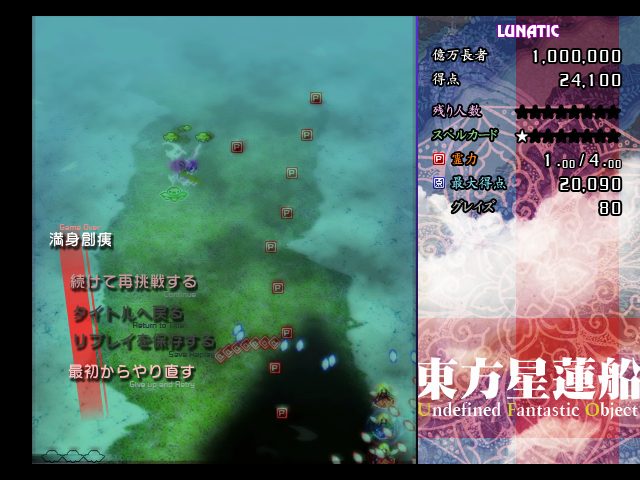 LUNATIC
億万長者 1,000,000
得点 24,100
残り人数
スペルカード
P 霊力 1.00/4.00
点 最大得点 20,090
グレイズ 80
Game Over
満身創痍
続けて再挑戦する
Continue
タイトルへ戻る
Return to Title
リプレイを保存する
Save Replay
最初からやり直す
Give up and Retry
東方星蓮船
Undefined Fantastic Object